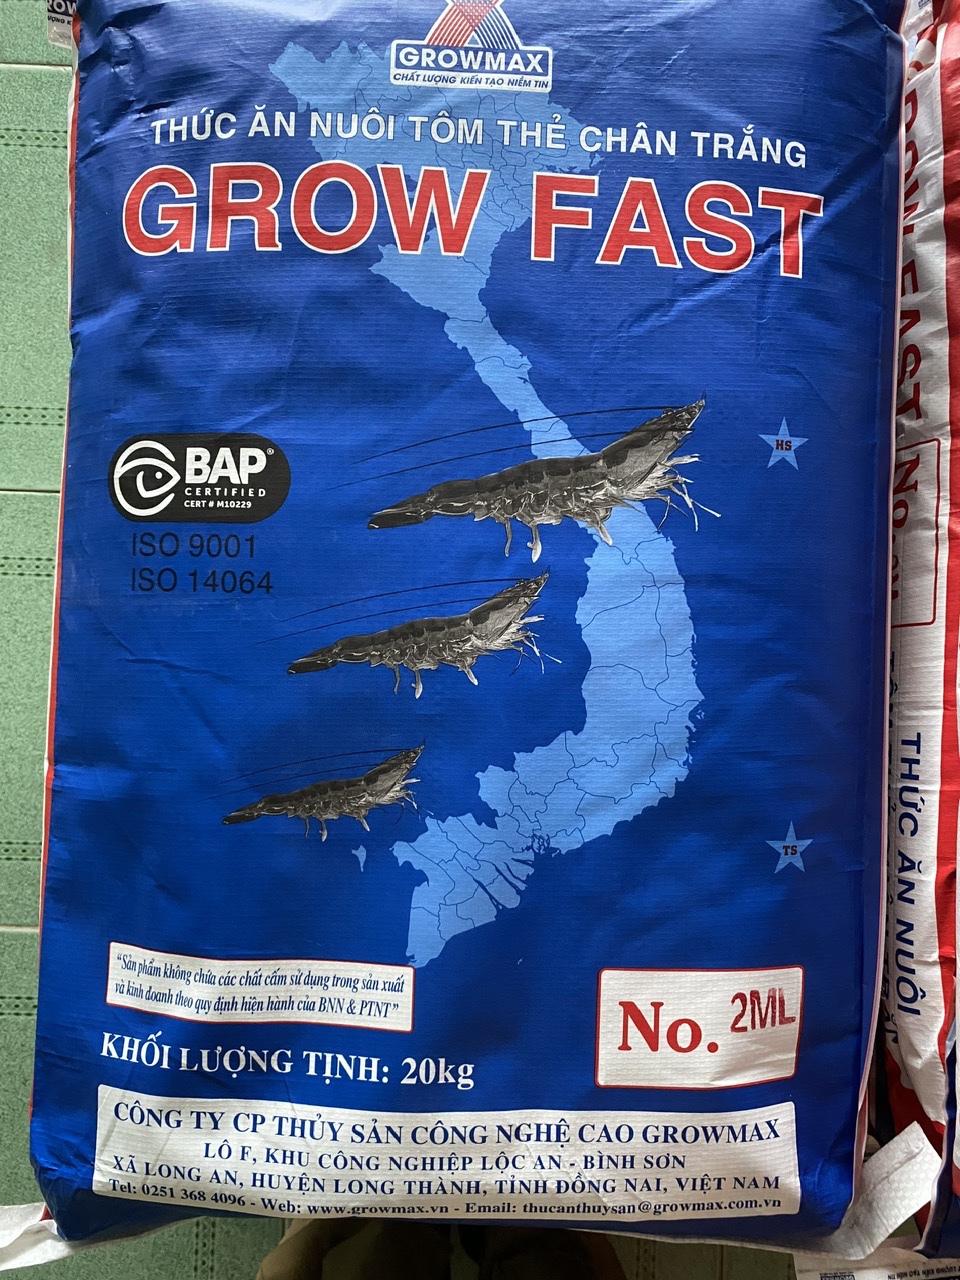 GROWMAX
CHẤT LƯỢNG KIẾN TẠO NIỀM TIN
THỨC ĂN NUÔI TÔM THẺ CHÂN TRẮNG
GROW FAST
BAP®
CERTIFIED
CERT # M10229
ISO 9001
ISO 14064
HS
TS
"Sản phẩm không chứa các chất cấm sử dụng trong sản xuất
và kinh doanh theo quy định hiện hành của BNN & PTNT"
No. 2ML
KHỐI LƯỢNG TỊNH: 20kg
CÔNG TY CP THỦY SẢN CÔNG NGHỆ CAO GROWMAX
LÔ F, KHU CÔNG NGHIỆP LỘC AN - BÌNH SƠN
XÃ LONG AN, HUYỆN LONG THÀNH, TỈNH ĐỒNG NAI, VIỆT NAM
Tel: 0251 368 4096 - Web: www.growmax.vn - Email: thucanthuysan@growmax.com.vn
FAST
No.
THỨC ĂN NUÔI